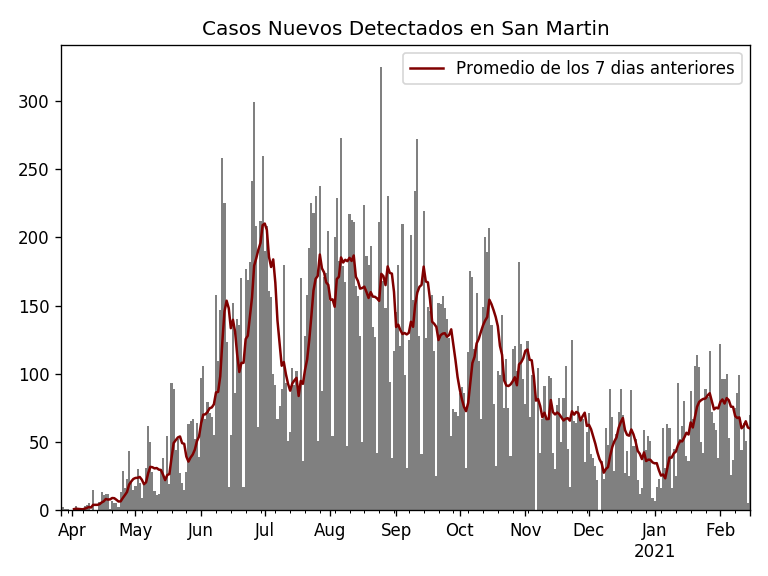 Casos Nuevos Detectados en San Martin
Promedio de los 7 dias anteriores
300
250
200
150
100
50
0
Apr May Jun Jul Aug Sep Oct Nov Dec Jan Feb
2021